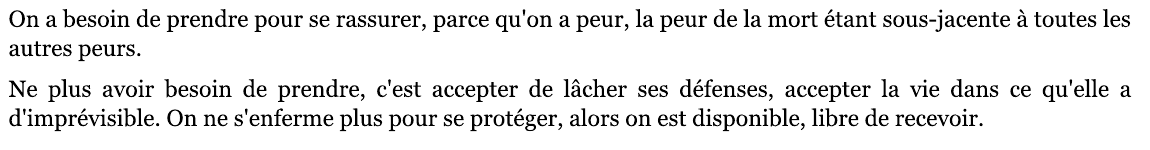 On a besoin de prendre pour se rassurer, parce qu'on a peur, la peur de la mort étant sous-jacente à toutes les
autres peurs.
Ne plus avoir besoin de prendre, c'est accepter de lâcher ses défenses, accepter la vie dans ce qu'elle a
d'imprévisible. On ne s'enferme plus pour se protéger, alors on est disponible, libre de recevoir.